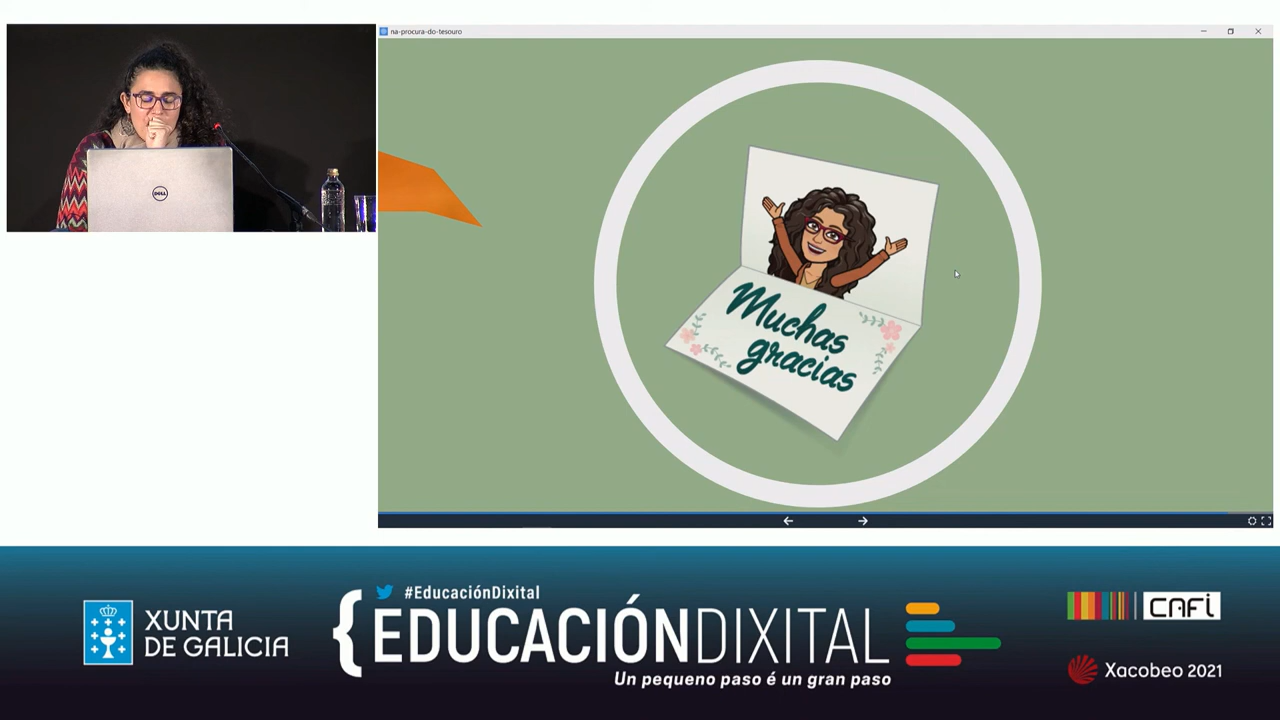 na-procura-do-tesouro
DELL
Muchas
gracias
XUNTA
DE GALICIA
#EducaciónDixital
{EDUCACIÓNDIXITAL
Un pequeno paso é un gran paso
CAFi
Xacobeo 2021